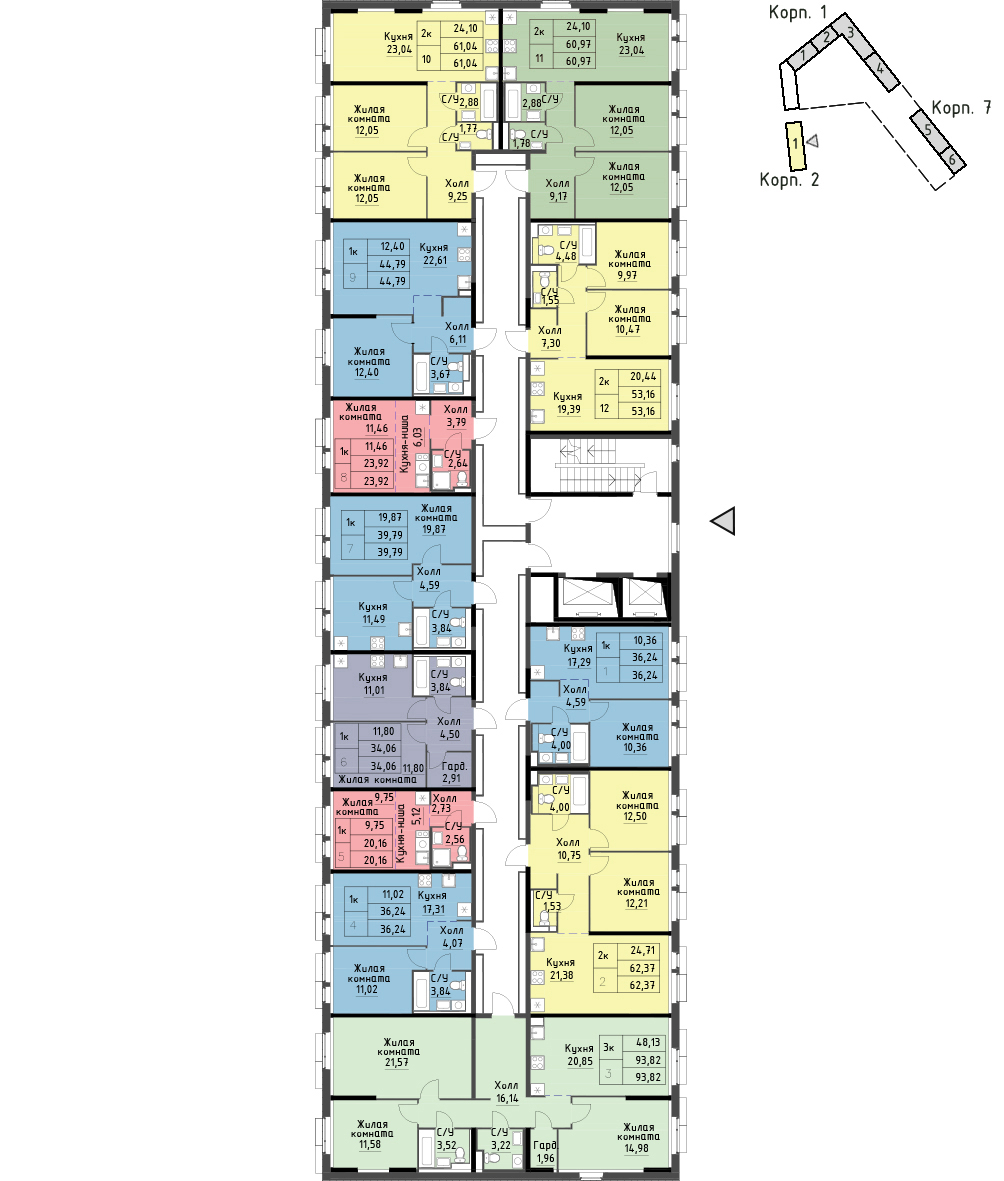 Корп. 1
1
2
3
4
Корп. 7
5
6
1
Корп. 2
Кухня
23,04
2к
10
24,10
61,04
61,04
2к
11
24,10
60,97
60,97
Кухня
23,04
С/У
2,88
1,77
С/У
2,88
С/У
С/У
1,78
Жилая
комната
12,05
Жилая
комната
12,05
Жилая
комната
12,05
Жилая
комната
12,05
Холл
9,25
Холл
9,17
1к
9
12,40
44,79
44,79
Кухня
22,61
Холл
6,11
Жилая
комната
12,40
С/У
3,67
С/У
4,48
С/У
1,55
Жилая
комната
9,97
Жилая
комната
10,47
Холл
7,30
Кухня
19,39
2к
12
20,44
53,16
53,16
Жилая
комната
11,46
1к
8
11,46
23,92
23,92
Кухня-ниша
6,03
Холл
3,79
С/У
2,64
1к
7
19,87
39,79
39,79
Жилая
комната
19,87
Холл
4,59
Кухня
11,49
С/У
3,84
Кухня
17,29
1к
1
10,36
36,24
36,24
Холл
4,59
С/У
4,00
Жилая
комната
10,36
Кухня
11,01
С/У
3,84
Холл
4,50
1к
6
11,80
34,06
34,06
11,80
Жилая комната
Гард.
2,91
9,75
Жилая
комната
1к
5
9,75
20,16
20,16
Кухня-ниша
5,12
Холл
2,73
С/У
2,56
С/У
4,00
Жилая
комната
12,50
Холл
10,75
Жилая
комната
12,21
С/У
1,53
Кухня
21,38
2к
2
24,71
62,37
62,37
1к
4
11,02
36,24
36,24
Кухня
17,31
Холл
4,07
Жилая
комната
11,02
С/У
3,84
Жилая
комната
21,57
Кухня
20,85
3к
3
48,13
93,82
93,82
Холл
16,14
Жилая
комната
11,58
С/У
3,52
С/У
3,22
Гард
1,96
Жилая
комната
14,98